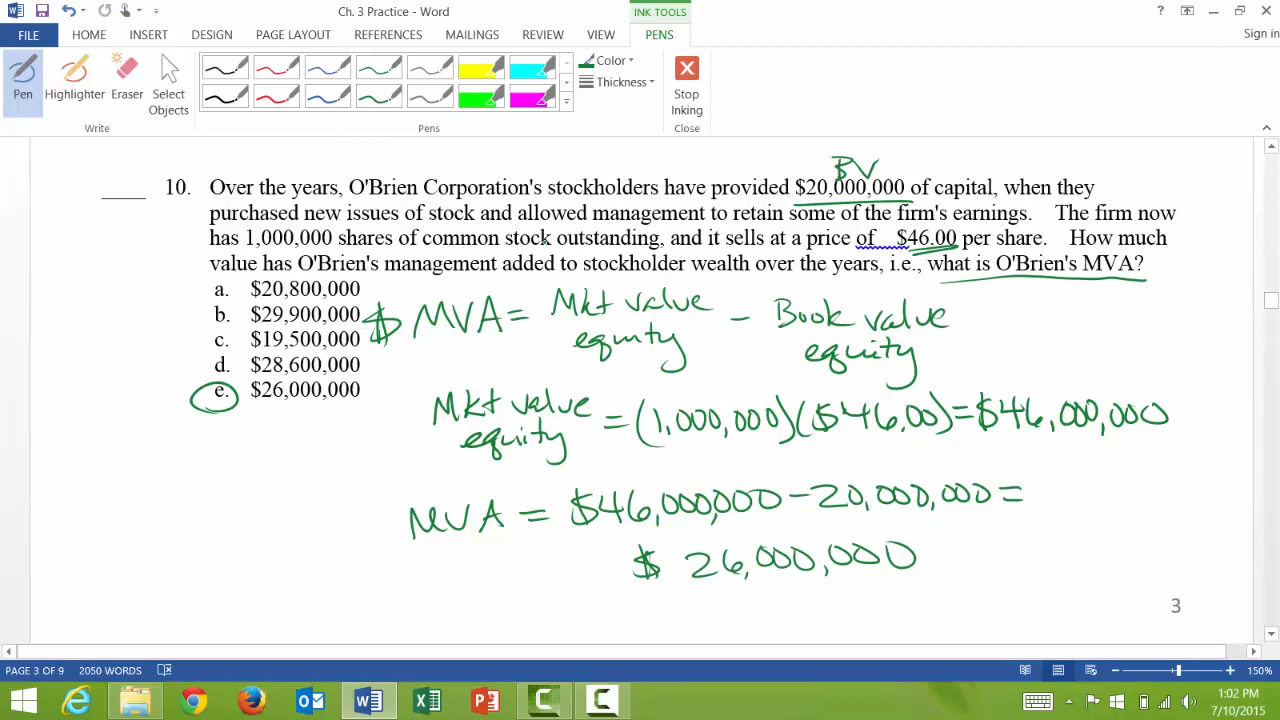 Ch. 3 Practice - Word
INK TOOLS
Sign in
FILE
HOME
INSERT
DESIGN
PAGE LAYOUT
REFERENCES
MAILINGS
REVIEW
VIEW
PENS
Pen
Highlighter
Eraser
Select
Objects
Color
Thickness
Stop
Inking
Write
Pens
Close
BV
10. Over the years, O'Brien Corporation's stockholders have provided $20,000,000 of capital, when they
purchased new issues of stock and allowed management to retain some of the firm's earnings. The firm now
has 1,000,000 shares of common stock outstanding, and it sells at a price of $46.00 per share. How much
value has O'Brien's management added to stockholder wealth over the years, i.e., what is O'Brien's MVA?
a. $20,800,000
b. $29,900,000
c. $19,500,000
d. $28,600,000
e. $26,000,000
$ MVA = Mkt value equity - Book value equity
Mkt value equity = (1,000,000)($46.00) = $46,000,000
MVA = $46,000,000 - 20,000,000 =
$ 26,000,000
3
PAGE 3 OF 9
2050 WORDS
150%
1:02 PM
7/10/2015